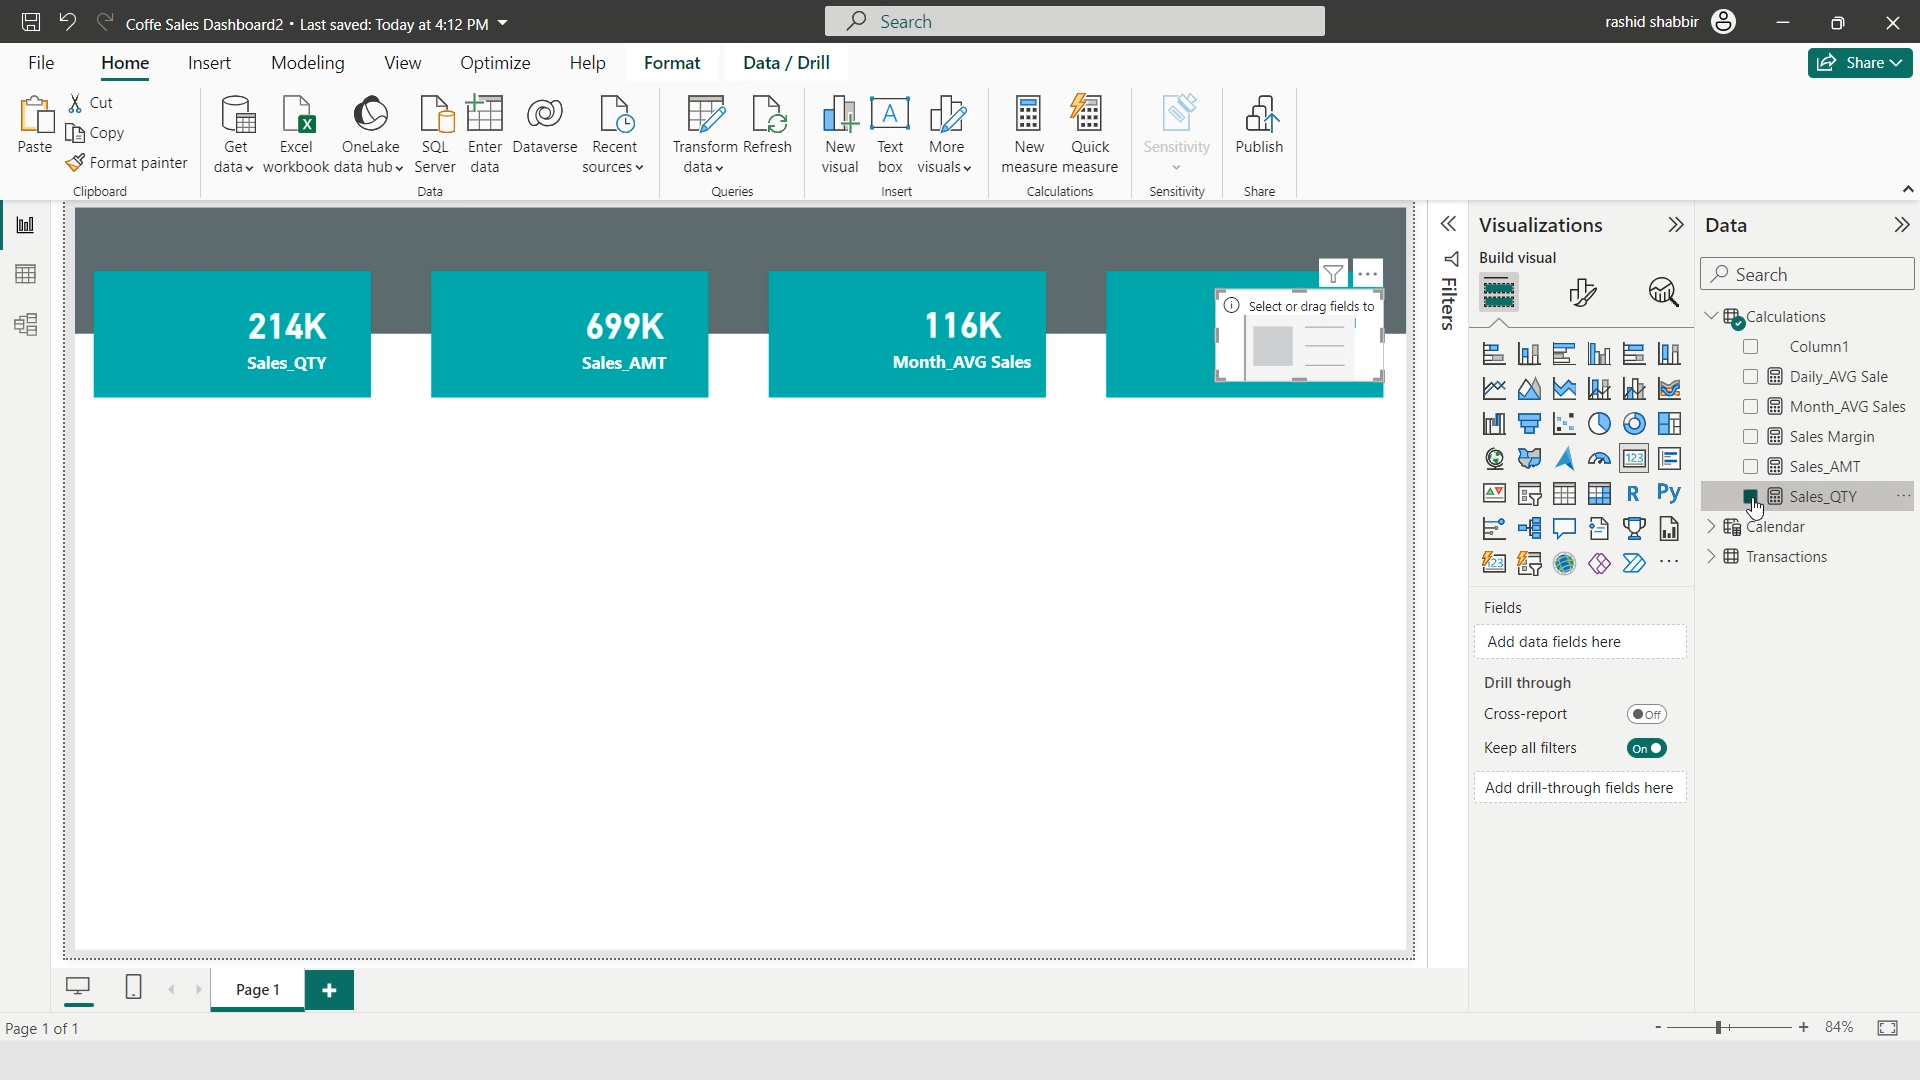 Coffe Sales Dashboard2 • Last saved: Today at 4:12 PM
Search
rashid shabbir
File
Home
Insert
Modeling
View
Optimize
Help
Format
Data / Drill
Share
Paste
Cut
Copy
Format painter
Clipboard
Get data
Excel workbook
OneLake data hub
SQL Server
Enter data
Dataverse
Recent sources
Data
Transform data
Refresh
Queries
New visual
A
Text box
More visuals
Insert
New measure
Quick measure
Calculations
Sensitivity
Sensitivity
Publish
Share
214K
Sales_QTY
699K
Sales_AMT
116K
Month_AVG Sales
Select or drag fields to
Filters
Visualizations
Build visual
123
R
Py
123
Fields
Add data fields here
Drill through
Cross-report
Off
Keep all filters
On
Add drill-through fields here
Data
Search
Calculations
Column1
Daily_AVG Sale
Month_AVG Sales
Sales Margin
Sales_AMT
Sales_QTY
Calendar
Transactions
Page 1
Page 1 of 1
84%